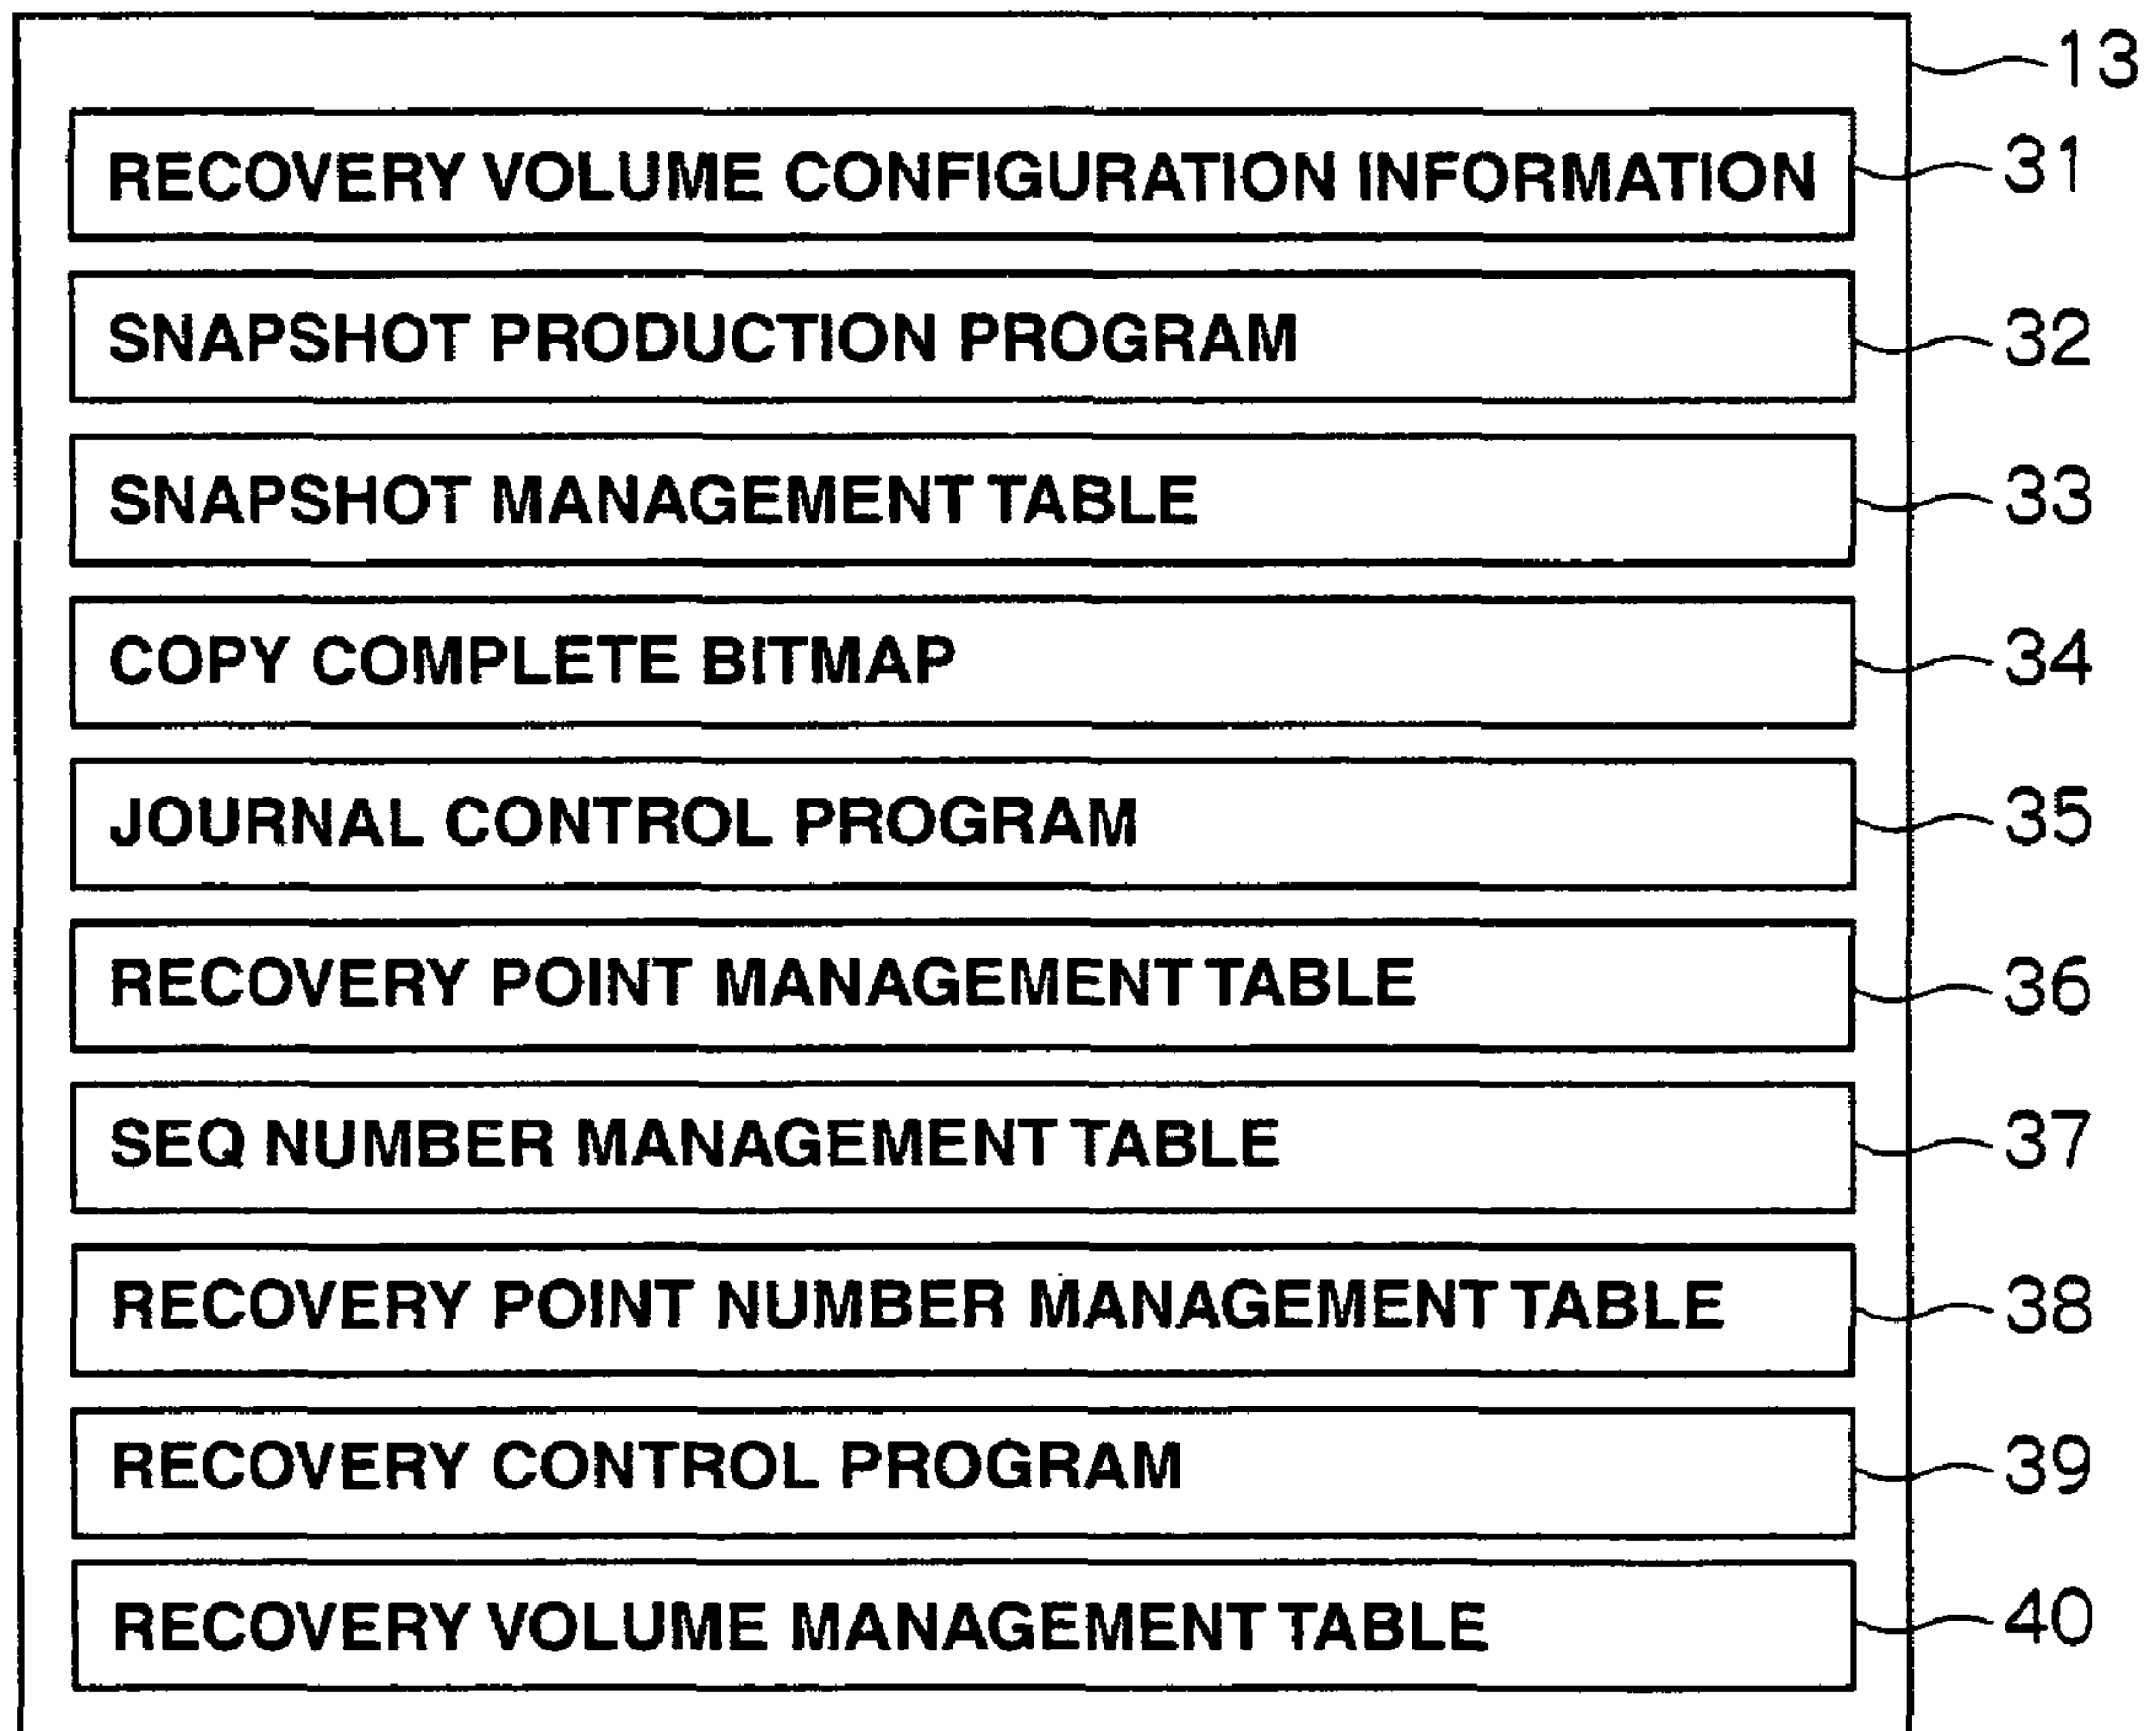 13
RECOVERY VOLUME CONFIGURATION INFORMATION 31
SNAPSHOT PRODUCTION PROGRAM 32
SNAPSHOT MANAGEMENT TABLE 33
COPY COMPLETE BITMAP 34
JOURNAL CONTROL PROGRAM 35
RECOVERY POINT MANAGEMENT TABLE 36
SEQ NUMBER MANAGEMENT TABLE 37
RECOVERY POINT NUMBER MANAGEMENT TABLE 38
RECOVERY CONTROL PROGRAM 39
RECOVERY VOLUME MANAGEMENT TABLE 40